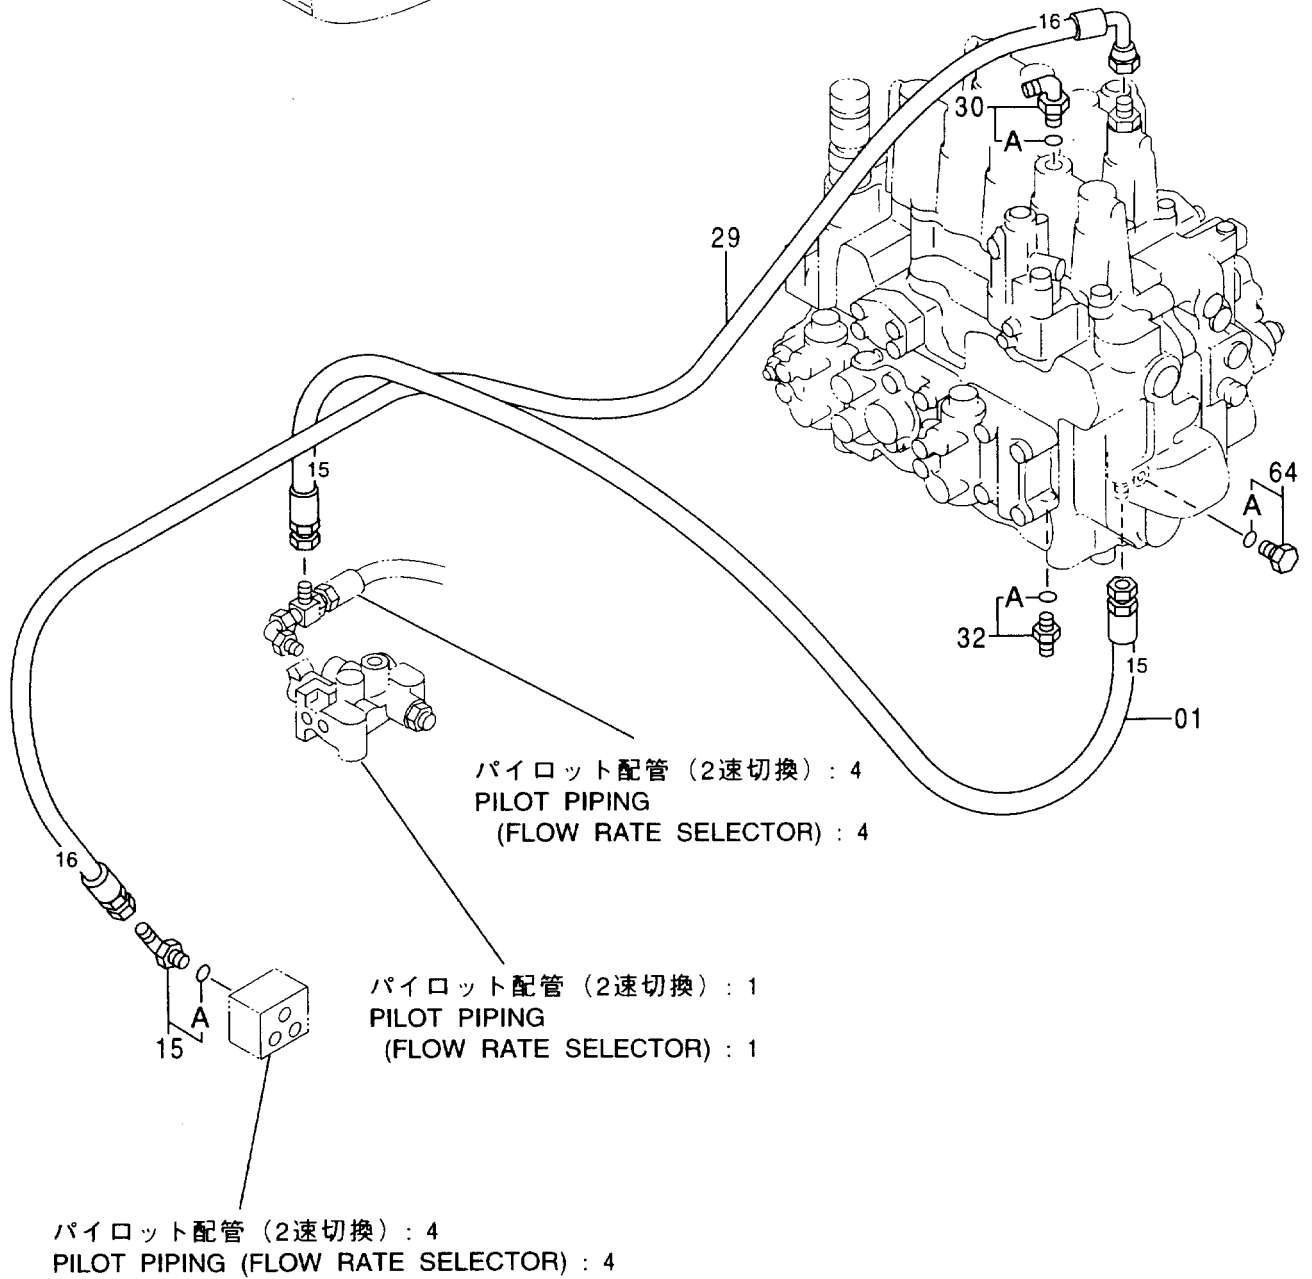 16
30
A
29
15
64
A
A
32
15
01
パイロット配管（2速切換）: 4
PILOT PIPING
(FLOW RATE SELECTOR) : 4
16
パイロット配管（2速切換）: 1
PILOT PIPING
(FLOW RATE SELECTOR) : 1
A
15
パイロット配管（2速切換）: 4
PILOT PIPING (FLOW RATE SELECTOR) : 4